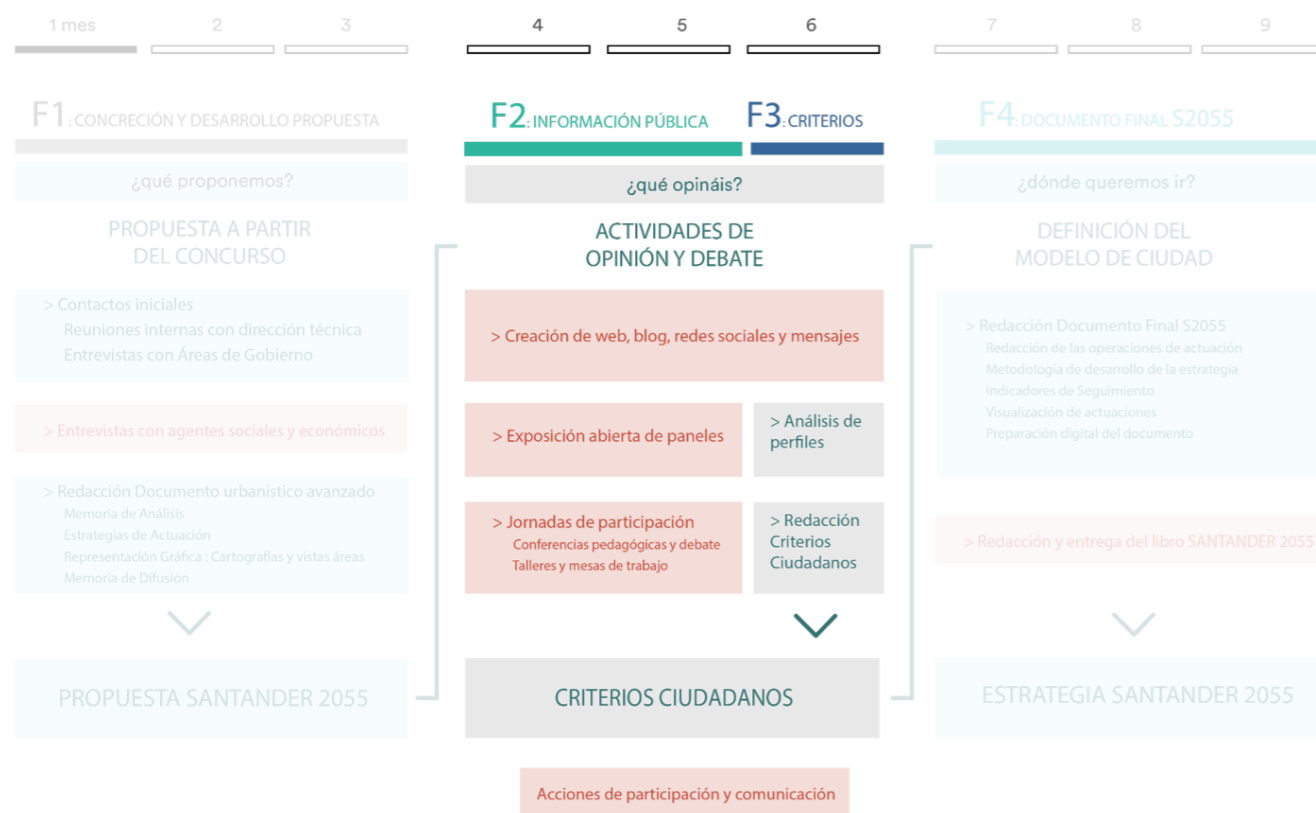 1 mes
2
3
4
5
6
7
8
9
F1: CONCRECIÓN Y DESARROLLO PROPUESTA
¿qué proponemos?
PROPUESTA A PARTIR
DEL CONCURSO
> Contactos iniciales
Reuniones internas con dirección técnica
Entrevistas con Áreas de Gobierno
> Entrevistas con agentes sociales y económicos
> Redacción Documento urbanístico avanzado
Memoria de Análisis
Estrategias de Actuación
Representación Gráfica : Cartografías y vistas áreas
Memoria de Difusión
PROPUESTA SANTANDER 2055
F2: INFORMACIÓN PÚBLICA
F3: CRITERIOS
¿qué opináis?
ACTIVIDADES DE
OPINIÓN Y DEBATE
> Creación de web, blog, redes sociales y mensajes
> Exposición abierta de paneles
> Análisis de
perfiles
> Jornadas de participación
Conferencias pedagógicas y debate
Talleres y mesas de trabajo
> Redacción
Criterios
Ciudadanos
CRITERIOS CIUDADANOS
Acciones de participación y comunicación
F4: DOCUMENTO FINAL S2055
¿dónde queremos ir?
DEFINICIÓN DEL
MODELO DE CIUDAD
> Redacción Documento Final S2055
Redacción de las operaciones de actuación
Metodología de desarrollo de la estrategia
Indicadores de Seguimiento
Visualización de actuaciones
Preparación digital del documento
> Redacción y entrega del libro SANTANDER 2055
ESTRATEGIA SANTANDER 2055